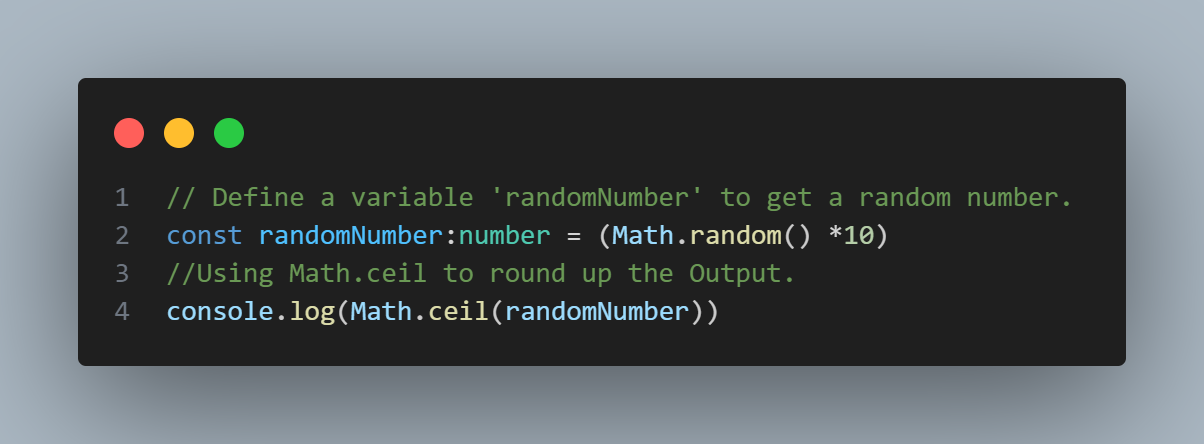 1 // Define a variable 'randomNumber' to get a random number.
2 const randomNumber:number = (Math.random() *10)
3 //Using Math.ceil to round up the Output.
4 console.log(Math.ceil(randomNumber))